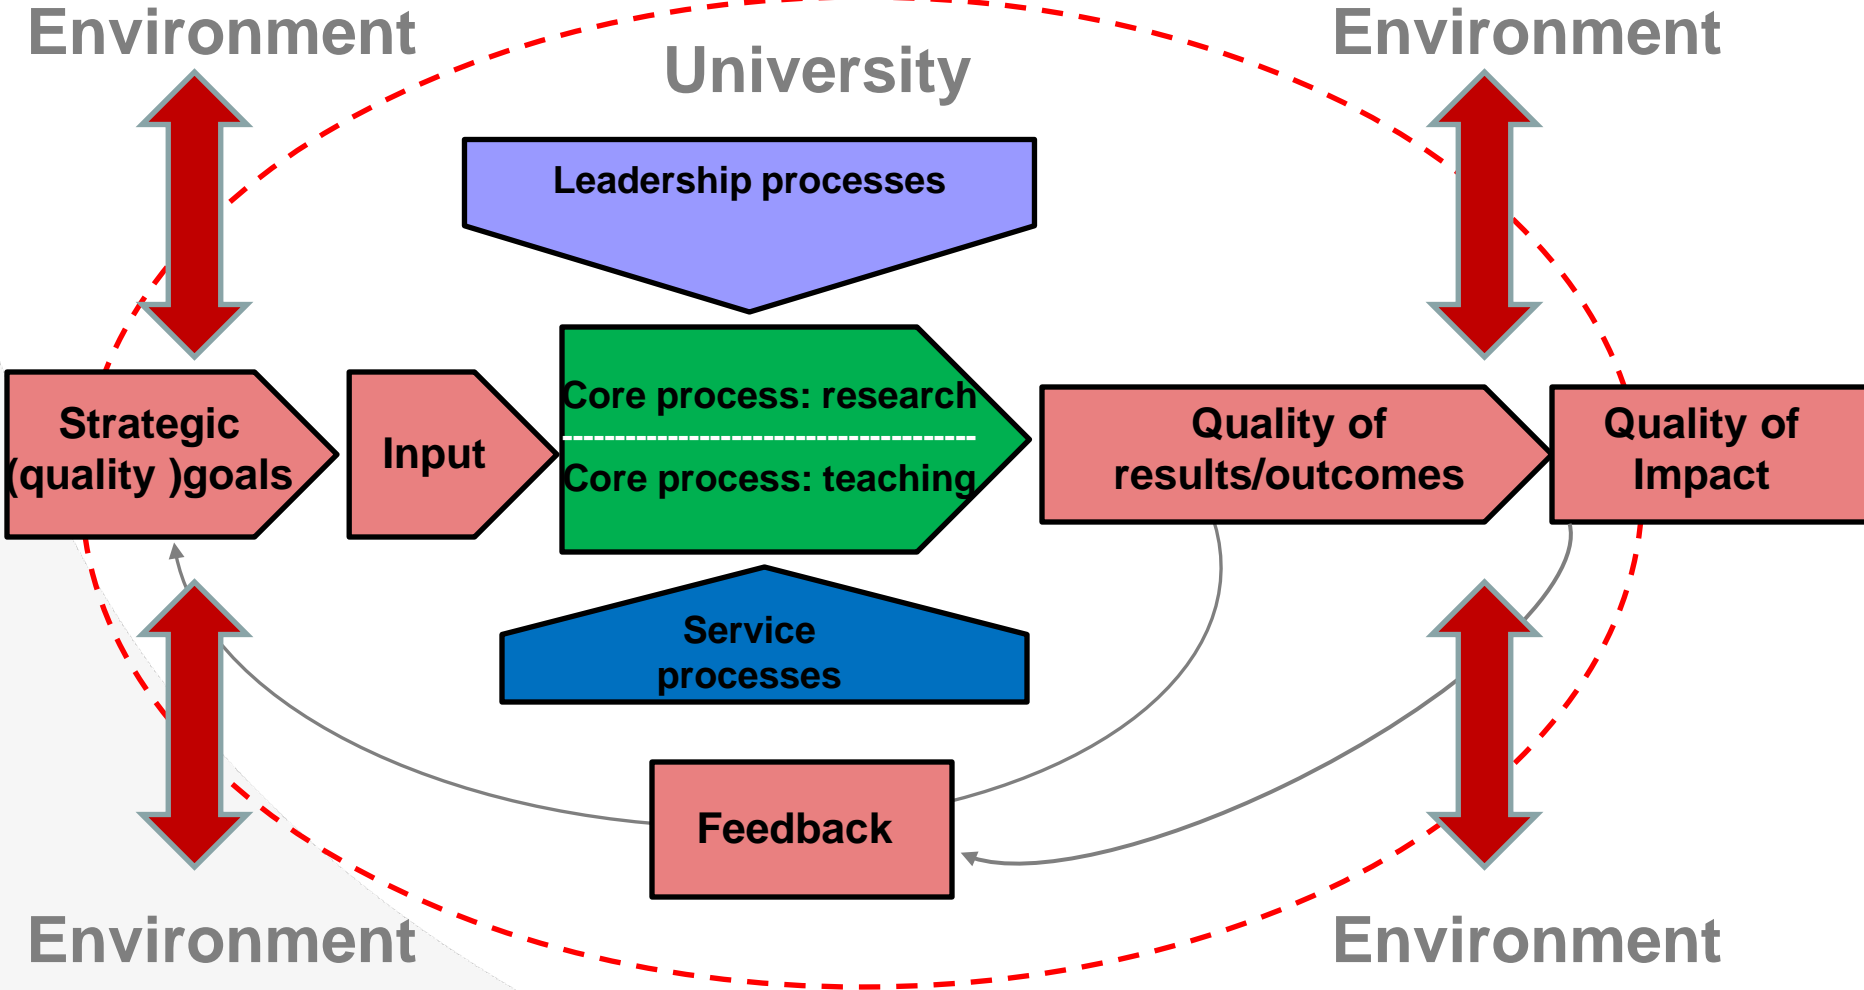 Environment
Environment
University
Leadership processes
Core process: research
Strategic
(quality )goals
Input
Quality of
results/outcomes
Quality of
Impact
Core process: teaching
Service
processes
Feedback
Environment
Environment